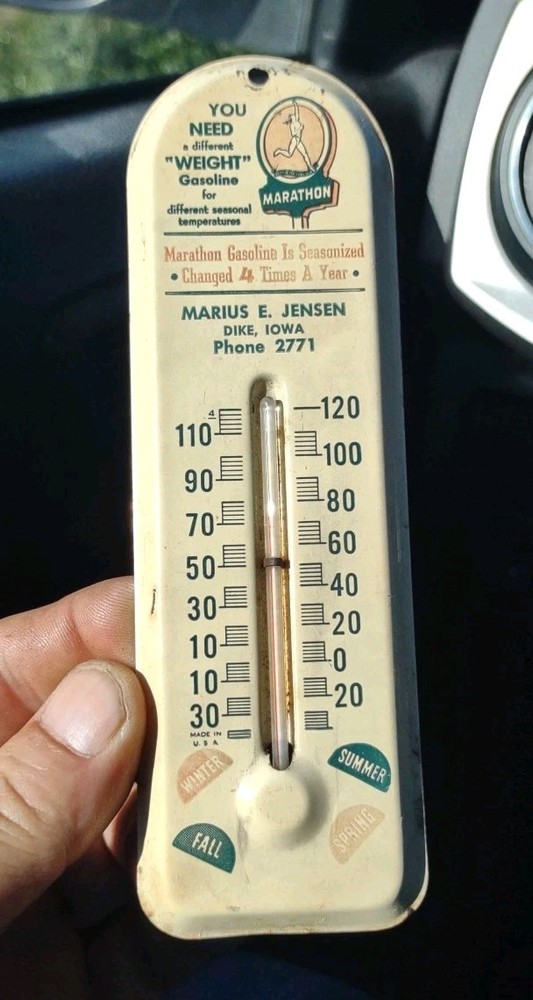 YOU
NEED
a different
"WEIGHT"
Gasoline
for
different seasonal
temperatures
MARATHON
Marathon Gasoline Is Seasonized
• Changed 4 Times A Year •
MARIUS E. JENSEN
DIKE, IOWA
Phone 2771
4
120
110
100
90
80
70
60
50
40
30
20
10
0
10
20
30
MADE IN
U.S.A
WINTER
SUMMER
FALL
SPRING